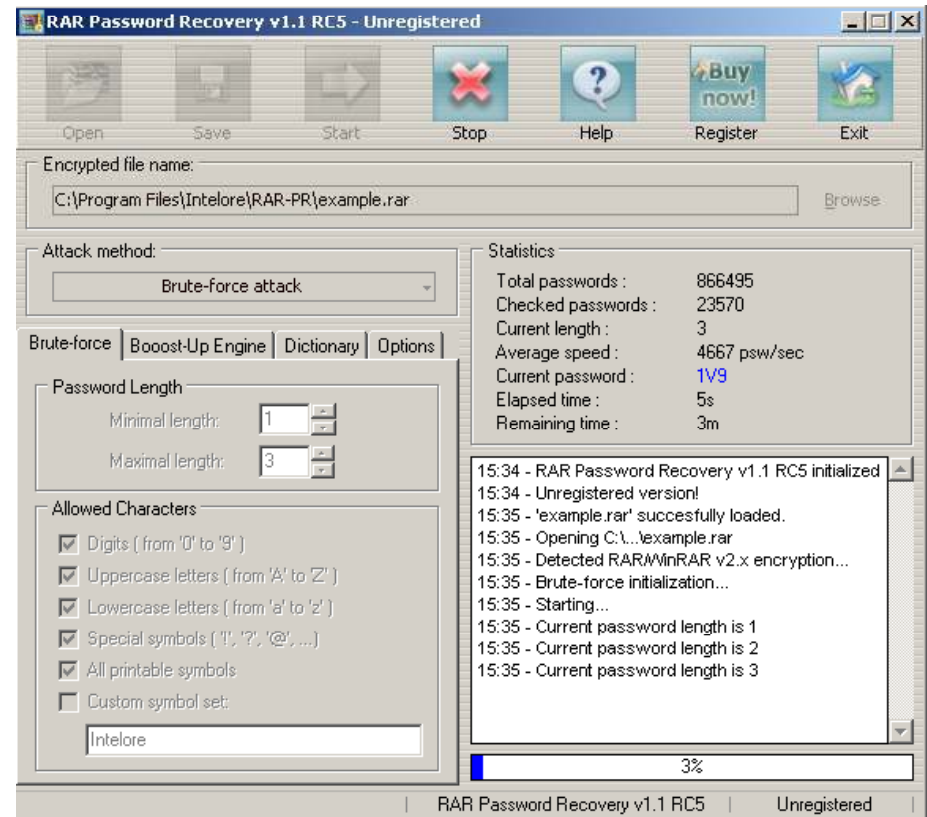 RAR Password Recovery v1.1 RC5 - Unregistered
Buy now!
Open Save Start Stop Help Register Exit
Encrypted file name:
C:\Program Files\Intelore\RAR-PR\example.rar Browse
Attack method:
Brute-force attack
Brute-force Booost-Up Engine Dictionary Options
Password Length
Minimal length: 1
Maximal length: 3
Allowed Characters
Digits ( from '0' to '9' )
Uppercase letters ( from 'A' to 'Z' )
Lowercase letters ( from 'a' to 'z' )
Special symbols ( '!', '?', '@', ...)
All printable symbols
Custom symbol set:
Intelore
Statistics
Total passwords : 866495
Checked passwords : 23570
Current length : 3
Average speed : 4667 psw/sec
Current password : 1V9
Elapsed time : 5s
Remaining time : 3m
15:34 - RAR Password Recovery v1.1 RC5 initialized
15:34 - Unregistered version!
15:35 - 'example.rar' succesfully loaded.
15:35 - Opening C:\...\example.rar
15:35 - Detected RAR/WinRAR v2.x encryption...
15:35 - Brute-force initialization...
15:35 - Starting...
15:35 - Current password length is 1
15:35 - Current password length is 2
15:35 - Current password length is 3
3%
RAR Password Recovery v1.1 RC5 Unregistered